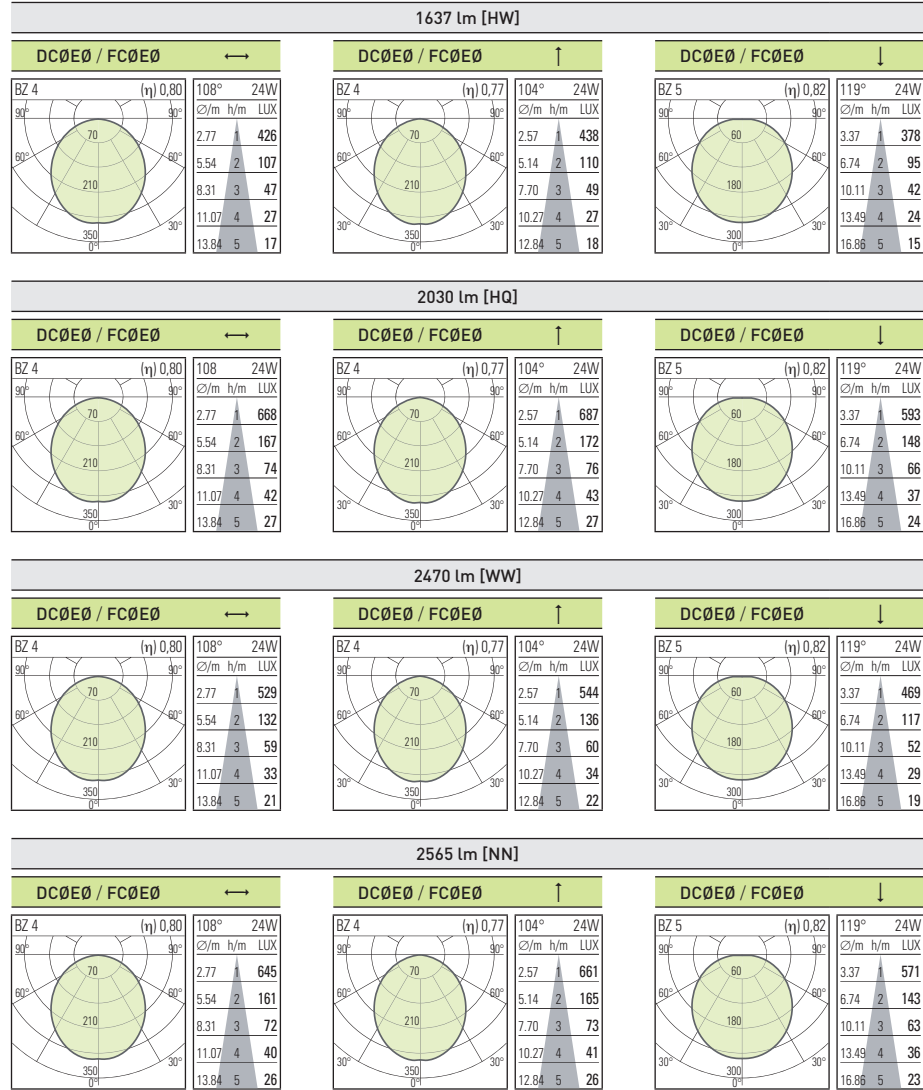 1637 lm [HW]
DCØEØ / FCØEØ ↔
BZ 4 (η) 0,80
90° 90°
70
60° 60°
210
30°
350
0°
108° 24W
∅/m h/m LUX
2.77 1 426
5.54 2 107
8.31 3 47
11.07 4 27
13.84 5 17
DCØEØ / FCØEØ ↑
BZ 4 (η) 0,77
90° 90°
70
60° 60°
210
30° 30°
350
0°
104° 24W
∅/m h/m LUX
2.57 1 438
5.14 2 110
7.70 3 49
10.27 4 27
12.84 5 18
DCØEØ / FCØEØ ↓
BZ 5 (η) 0,82
90° 90°
60
60° 60°
180
30° 30°
300
0°
119° 24W
∅/m h/m LUX
3.37 1 378
6.74 2 95
10.11 3 42
13.49 4 24
16.86 5 15
2030 lm [HQ]
DCØEØ / FCØEØ ↔
BZ 4 (η) 0,80
90° 90°
70
60° 60°
210
30°
350
0°
108 24W
∅/m h/m LUX
2.77 1 668
5.54 2 167
8.31 3 74
11.07 4 42
13.84 5 27
DCØEØ / FCØEØ ↑
BZ 4 (η) 0,77
90° 90°
70
60° 60°
210
30° 30°
350
0°
104° 24W
∅/m h/m LUX
2.57 1 687
5.14 2 172
7.70 3 76
10.27 4 43
12.84 5 27
DCØEØ / FCØEØ ↓
BZ 5 (η) 0,82
90° 90°
60
60° 60°
180
30° 30°
300
0°
119° 24W
∅/m h/m LUX
3.37 1 593
6.74 2 148
10.11 3 66
13.49 4 37
16.86 5 24
2470 lm [WW]
DCØEØ / FCØEØ ↔
BZ 4 (η) 0,80
90° 90°
70
60° 60°
210
30°
350
0°
108° 24W
∅/m h/m LUX
2.77 1 529
5.54 2 132
8.31 3 59
11.07 4 33
13.84 5 21
DCØEØ / FCØEØ ↑
BZ 4 (η) 0,77
90° 90°
70
60° 60°
210
30° 30°
350
0°
104° 24W
∅/m h/m LUX
2.57 1 544
5.14 2 136
7.70 3 60
10.27 4 34
12.84 5 22
DCØEØ / FCØEØ ↓
BZ 5 (η) 0,82
90° 90°
60
60° 60°
180
30° 30°
300
0°
119° 24W
∅/m h/m LUX
3.37 1 469
6.74 2 117
10.11 3 52
13.49 4 29
16.86 5 19
2565 lm [NN]
DCØEØ / FCØEØ ↔
BZ 4 (η) 0,80
90° 90°
70
60° 60°
210
30°
350
0°
108° 24W
∅/m h/m LUX
2.77 1 645
5.54 2 161
8.31 3 72
11.07 4 40
13.84 5 26
DCØEØ / FCØEØ ↑
BZ 4 (η) 0,77
90° 90°
70
60° 60°
210
30° 30°
350
0°
104° 24W
∅/m h/m LUX
2.57 1 661
5.14 2 165
7.70 3 73
10.27 4 41
12.84 5 26
DCØEØ / FCØEØ ↓
BZ 5 (η) 0,82
90° 90°
60
60° 60°
180
30° 30°
300
0°
119° 24W
∅/m h/m LUX
3.37 1 571
6.74 2 143
10.11 3 63
13.49 4 36
16.86 5 23